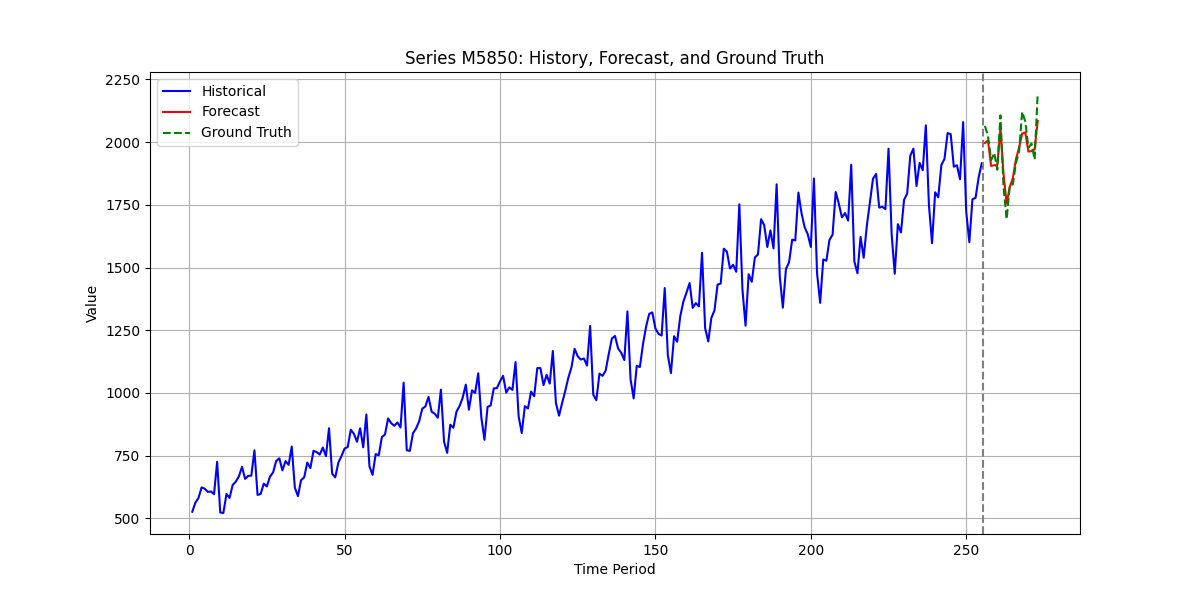 Series M5850: History, Forecast, and Ground Truth
Historical
Forecast
Ground Truth
2250
2000
1750
1500
1250
1000
750
500
Value
0 50 100 150 200 250
Time Period